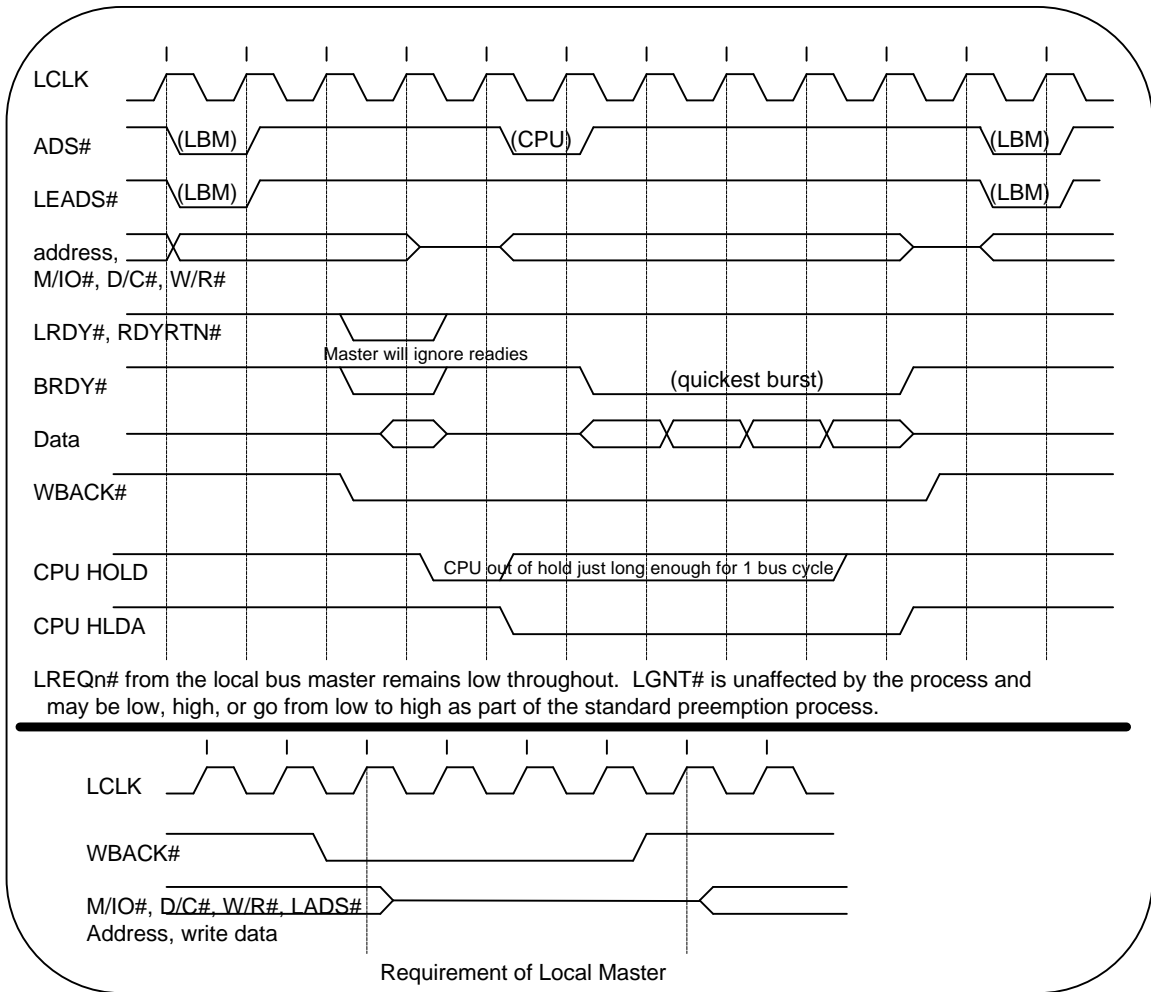 LCLK
ADS#
(LBM)
(CPU)
(LBM)
LEADS#
(LBM)
(LBM)
address,
M/IO#, D/C#, W/R#
LRDY#, RDYRTN#
Master will ignore readies
BRDY#
(quickest burst)
Data
WBACK#
CPU HOLD
CPU out of hold just long enough for 1 bus cycle
CPU HLDA
LREQn# from the local bus master remains low throughout. LGNT# is unaffected by the process and
may be low, high, or go from low to high as part of the standard preemption process.
LCLK
WBACK#
M/IO#, D/C#, W/R#, LADS#
Address, write data
Requirement of Local Master